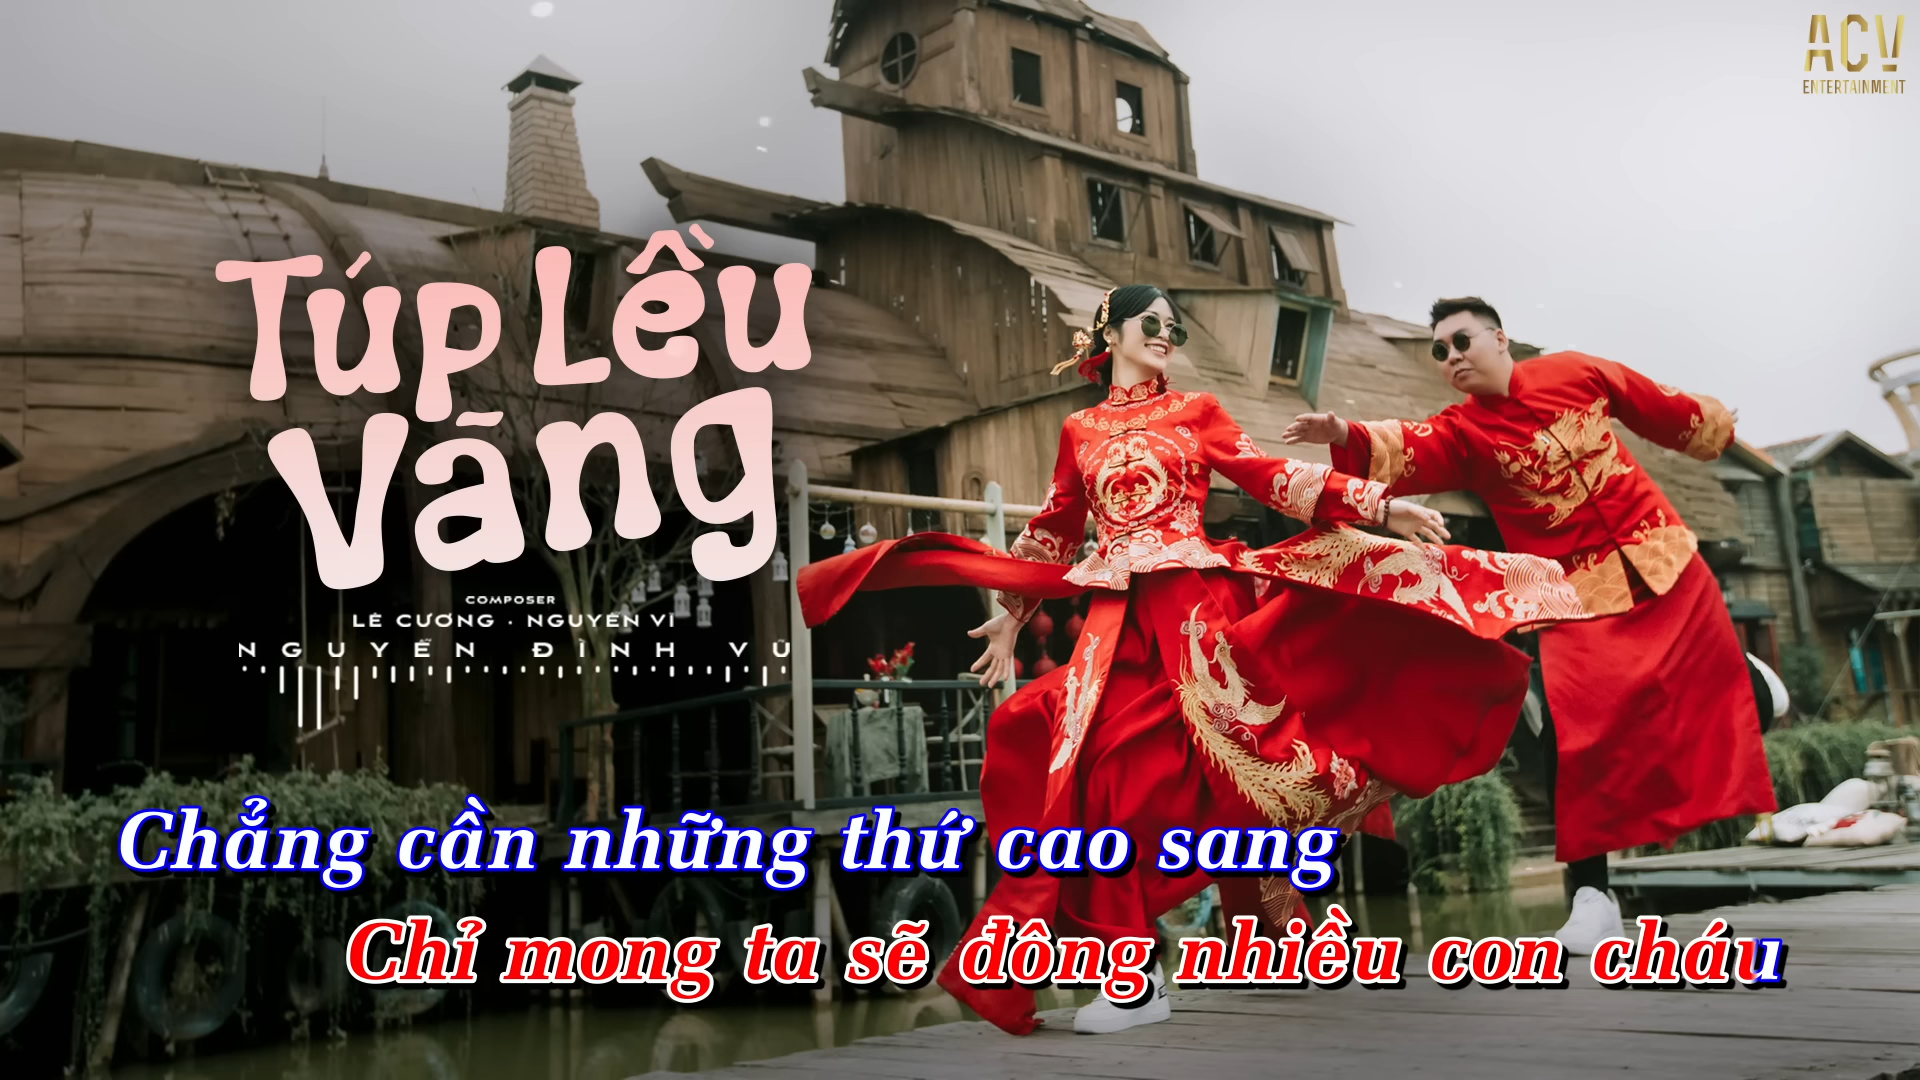 ACV
ENTERTAINMENT
Túp Lều
Vãng
COMPOSER
LÊ CƯƠNG · NGUYÊN VĨ
NGUYỄN ĐÌNH VŨ
Chẳng cần những thứ cao sang
Chỉ mong ta sẽ đông nhiều con cháu